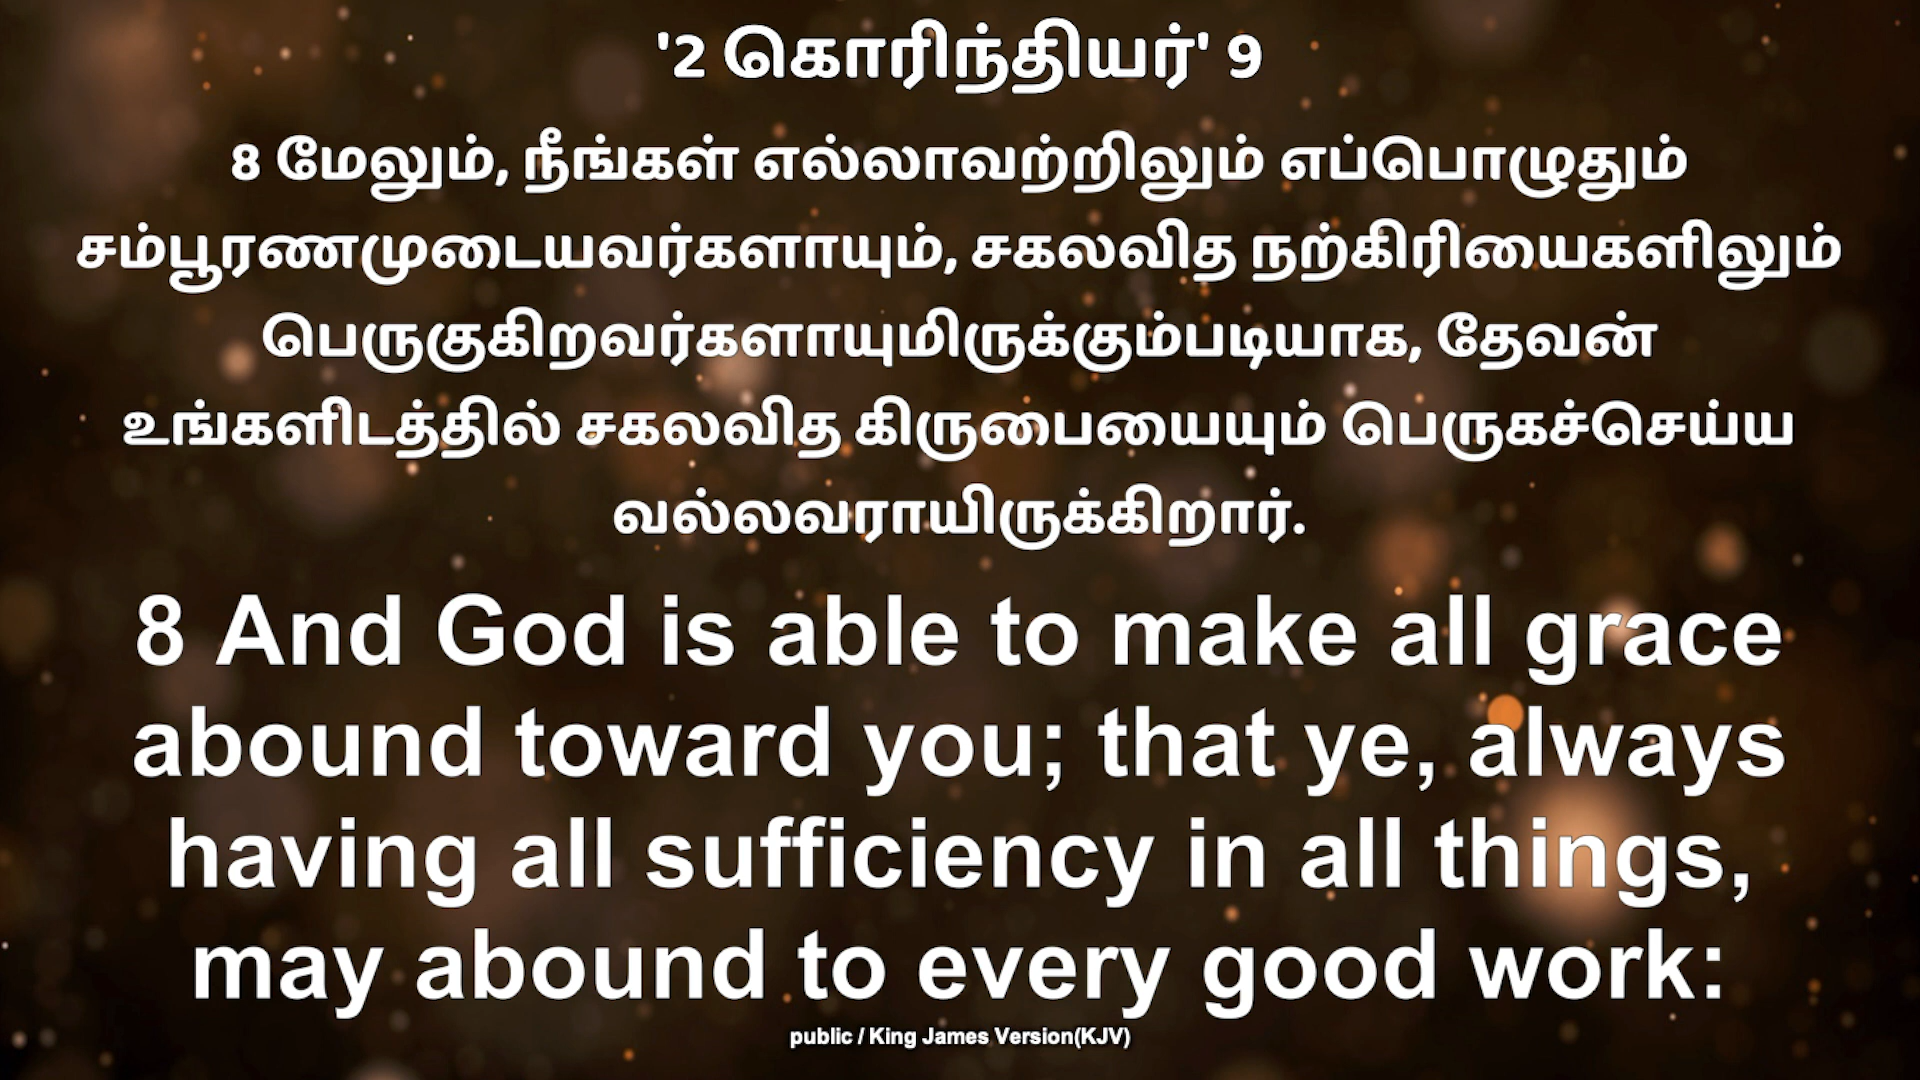 '2 கொரிந்தியர்' 9
8 மேலும், நீங்கள் எல்லாவற்றிலும் எப்பொழுதும்
சம்பூரணமுடையவர்களாயும், சகலவித நற்கிரியைகளிலும்
பெருகுகிறவர்களாயுமிருக்கும்படியாக, தேவன்
உங்களிடத்தில் சகலவித கிருபையையும் பெருகச்செய்ய
வல்லவராயிருக்கிறார்.
8 And God is able to make all grace
abound toward you; that ye, always
having all sufficiency in all things,
may abound to every good work:
public / King James Version(KJV)